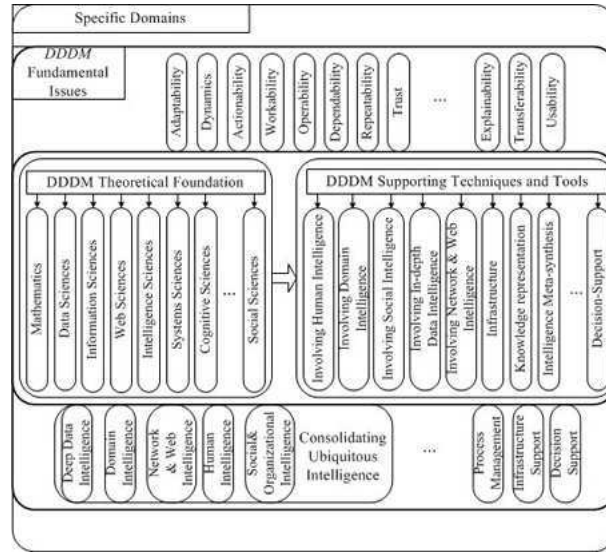 Specific Domains
DDDM
Fundamental
Issues
Adaptability
Dynamics
Actionability
Workability
Operability
Dependability
Repeatability
Trust
...
Explainability
Transferability
Usability
DDDM Theoretical Foundation
Mathematics
Data Sciences
Information Sciences
Web Sciences
Intelligence Sciences
Systems Sciences
Cognitive Sciences
...
Social Sciences
DDDM Supporting Techniques and Tools
Involving Human Intelligence
Involving Domain
Intelligence
Involving Social Intelligence
Involving In-depth
Data Intelligence
Involving Network & Web
Intelligence
Infrastructure
Knowledge representation
Intelligence Meta-synthesis
...
Decision-Support
Deep Data
Intelligence
Domain
Intelligence
Network
& Web
Intelligence
Human
Intelligence
Social&
Organizational
Intelligence
Consolidating
Ubiquitous
Intelligence
...
Process
Management
Infrastructure
Support
Decision
Support